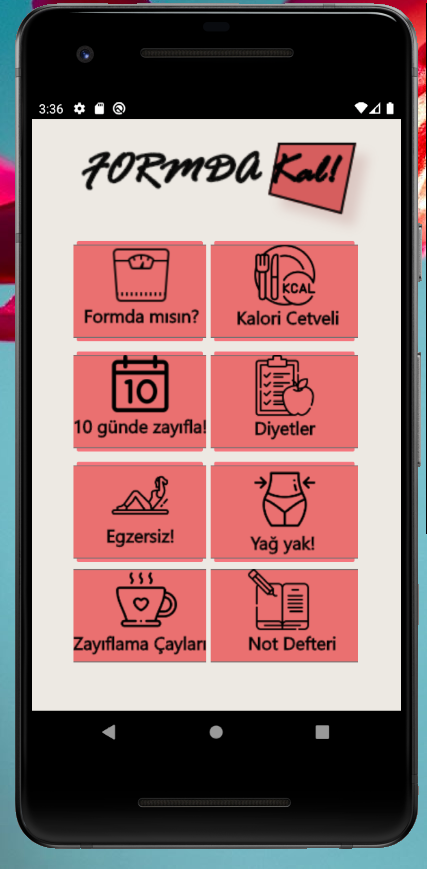 3:36
FORMDA Kal!
Formda mısın?
KCAL
Kalori Cetveli
10
10 günde zayıfla!
Diyetler
Egzersiz!
Yağ yak!
Zayıflama Çayları
Not Defteri